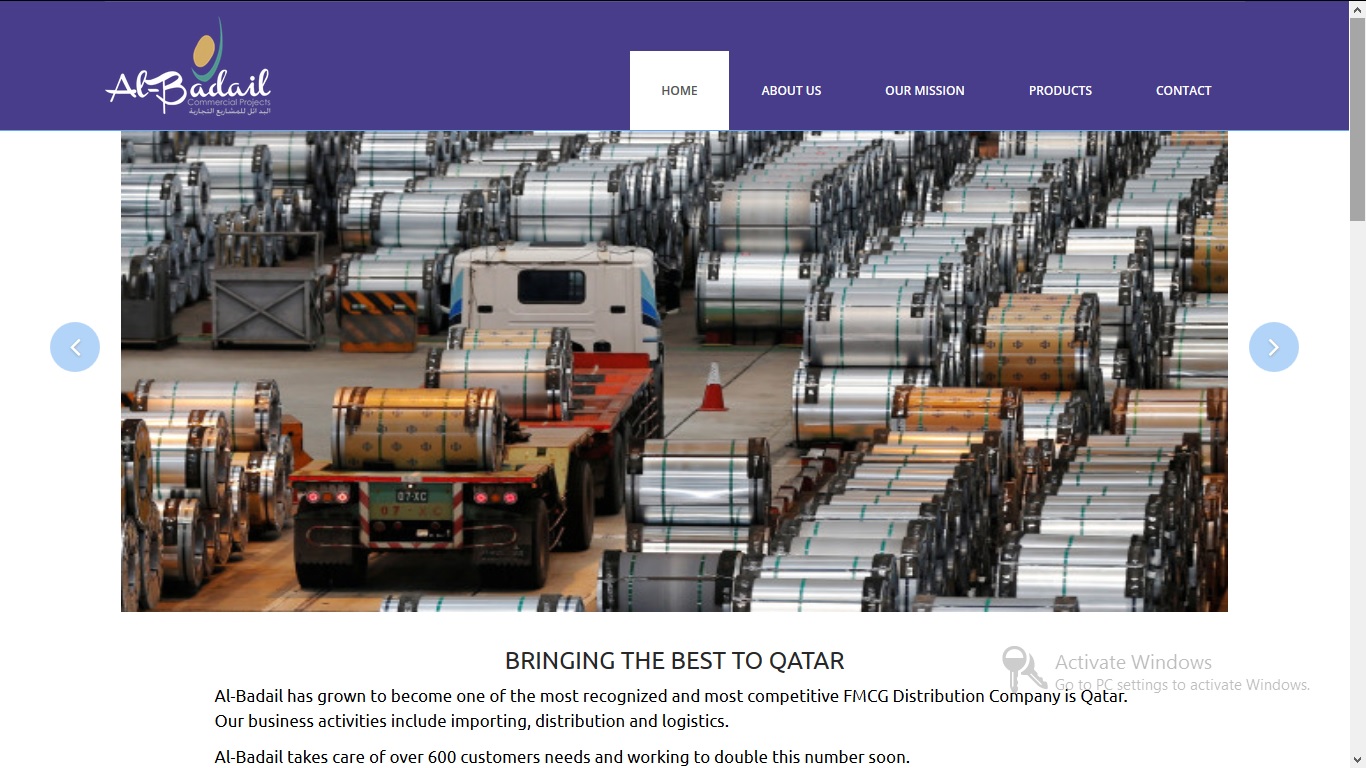 Al-Badail
Commercial Projects
البدائل للمشاريع التجارية
HOME
ABOUT US
OUR MISSION
PRODUCTS
CONTACT
07-XC
07-XC
BRINGING THE BEST TO QATAR
Activate Windows
Go to PC settings to activate Windows.
Al-Badail has grown to become one of the most recognized and most competitive FMCG Distribution Company is Qatar.
Our business activities include importing, distribution and logistics.
Al-Badail takes care of over 600 customers needs and working to double this number soon.